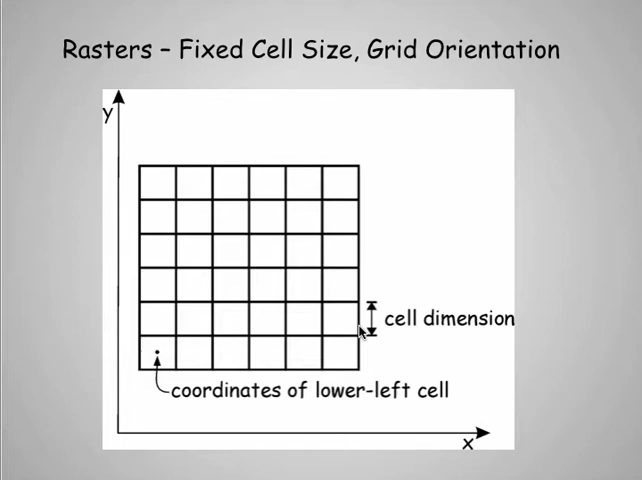 Rasters – Fixed Cell Size, Grid Orientation
y
cell dimension
coordinates of lower-left cell
x